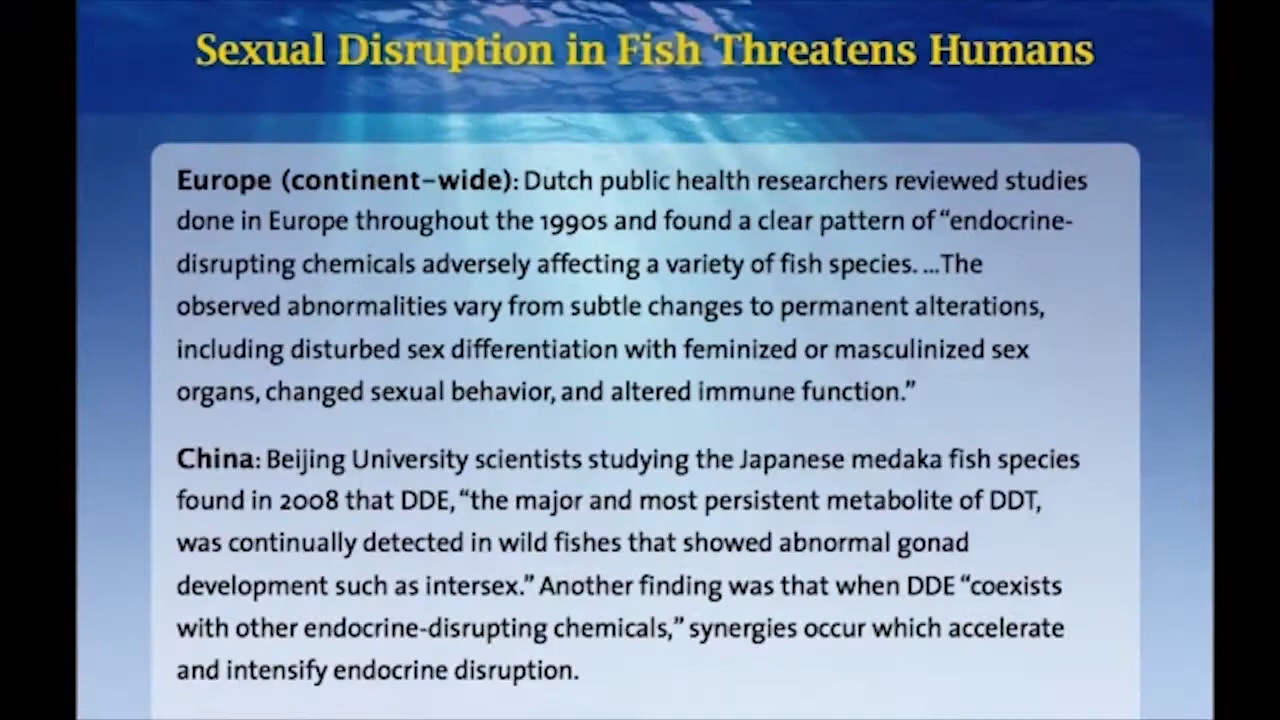 Sexual Disruption in Fish Threatens Humans
Europe (continent-wide): Dutch public health researchers reviewed studies
done in Europe throughout the 1990s and found a clear pattern of “endocrine-
disrupting chemicals adversely affecting a variety of fish species. ...The
observed abnormalities vary from subtle changes to permanent alterations,
including disturbed sex differentiation with feminized or masculinized sex
organs, changed sexual behavior, and altered immune function.”
China: Beijing University scientists studying the Japanese medaka fish species
found in 2008 that DDE, “the major and most persistent metabolite of DDT,
was continually detected in wild fishes that showed abnormal gonad
development such as intersex.” Another finding was that when DDE “coexists
with other endocrine-disrupting chemicals,” synergies occur which accelerate
and intensify endocrine disruption.